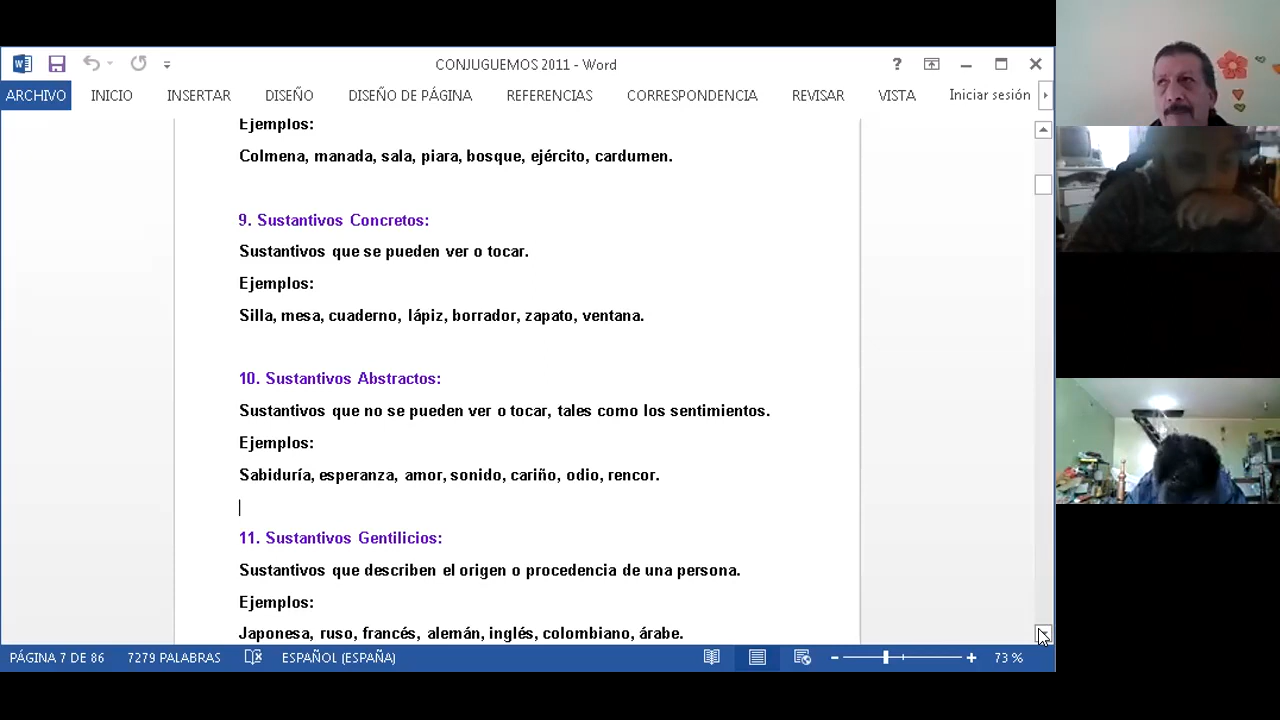 CONJUGUEMOS 2011 - Word
?
ARCHIVO INICIO INSERTAR DISEÑO DISEÑO DE PÁGINA REFERENCIAS CORRESPONDENCIA REVISAR VISTA Iniciar sesión
Ejemplos:
Colmena, manada, sala, piara, bosque, ejército, cardumen.
9. Sustantivos Concretos:
Sustantivos que se pueden ver o tocar.
Ejemplos:
Silla, mesa, cuaderno, lápiz, borrador, zapato, ventana.
10. Sustantivos Abstractos:
Sustantivos que no se pueden ver o tocar, tales como los sentimientos.
Ejemplos:
Sabiduría, esperanza, amor, sonido, cariño, odio, rencor.
11. Sustantivos Gentilicios:
Sustantivos que describen el origen o procedencia de una persona.
Ejemplos:
Japonesa, ruso, francés, alemán, inglés, colombiano, árabe.
PÁGINA 7 DE 86 7279 PALABRAS ESPAÑOL (ESPAÑA) 73 %